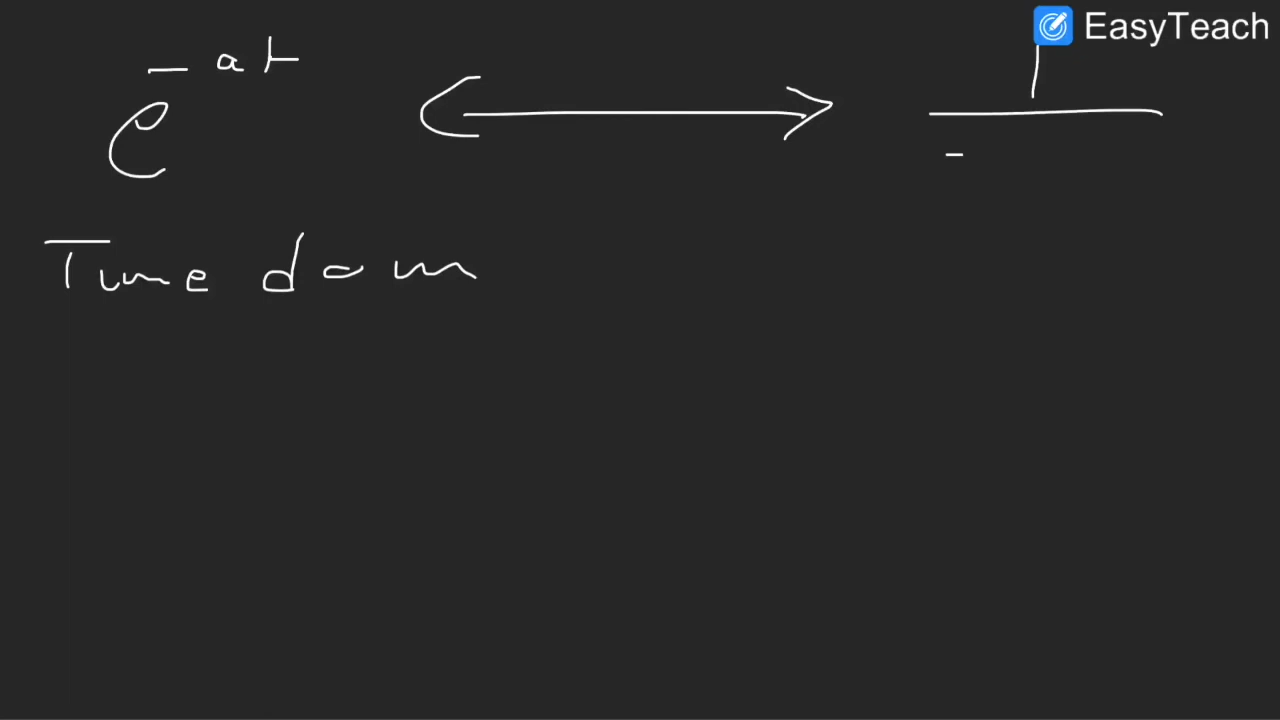 EasyTeach
e^-at ⟷ 1/-
Time dom